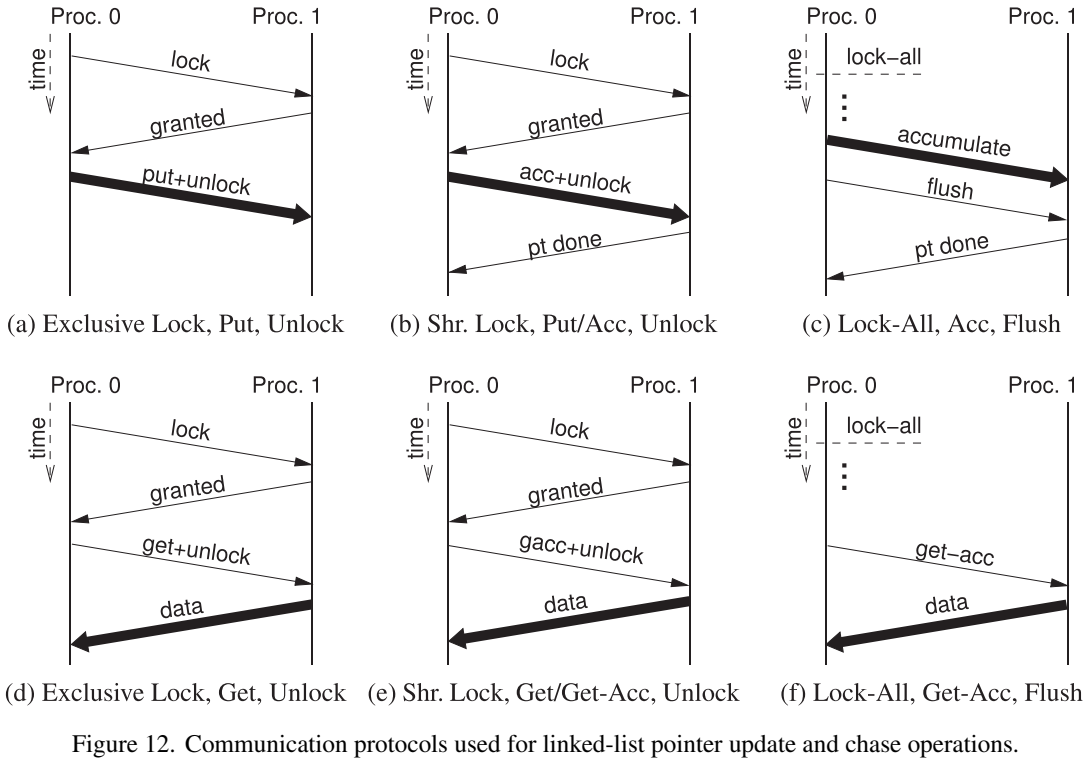 Proc. 0 Proc. 1
time
lock
granted
put+unlock
(a) Exclusive Lock, Put, Unlock
Proc. 0 Proc. 1
time
lock
granted
acc+unlock
pt done
(b) Shr. Lock, Put/Acc, Unlock
Proc. 0 Proc. 1
time
lock−all
accumulate
flush
pt done
(c) Lock-All, Acc, Flush
Proc. 0 Proc. 1
time
lock
granted
get+unlock
data
(d) Exclusive Lock, Get, Unlock
Proc. 0 Proc. 1
time
lock
granted
gacc+unlock
data
(e) Shr. Lock, Get/Get-Acc, Unlock
Proc. 0 Proc. 1
time
lock−all
get−acc
data
(f) Lock-All, Get-Acc, Flush
Figure 12. Communication protocols used for linked-list pointer update and chase operations.